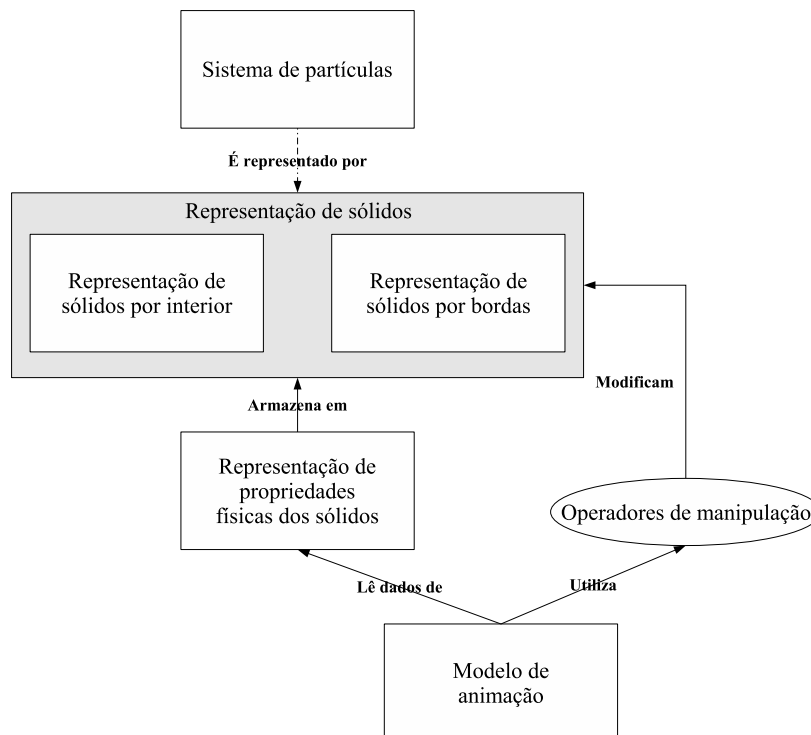 Sistema de partículas
É representado por
Representação de sólidos
Representação de
sólidos por interior
Representação de
sólidos por bordas
Modificam
Armazena em
Representação de
propriedades
físicas dos sólidos
Operadores de manipulação
Lê dados de
Utiliza
Modelo de
animação